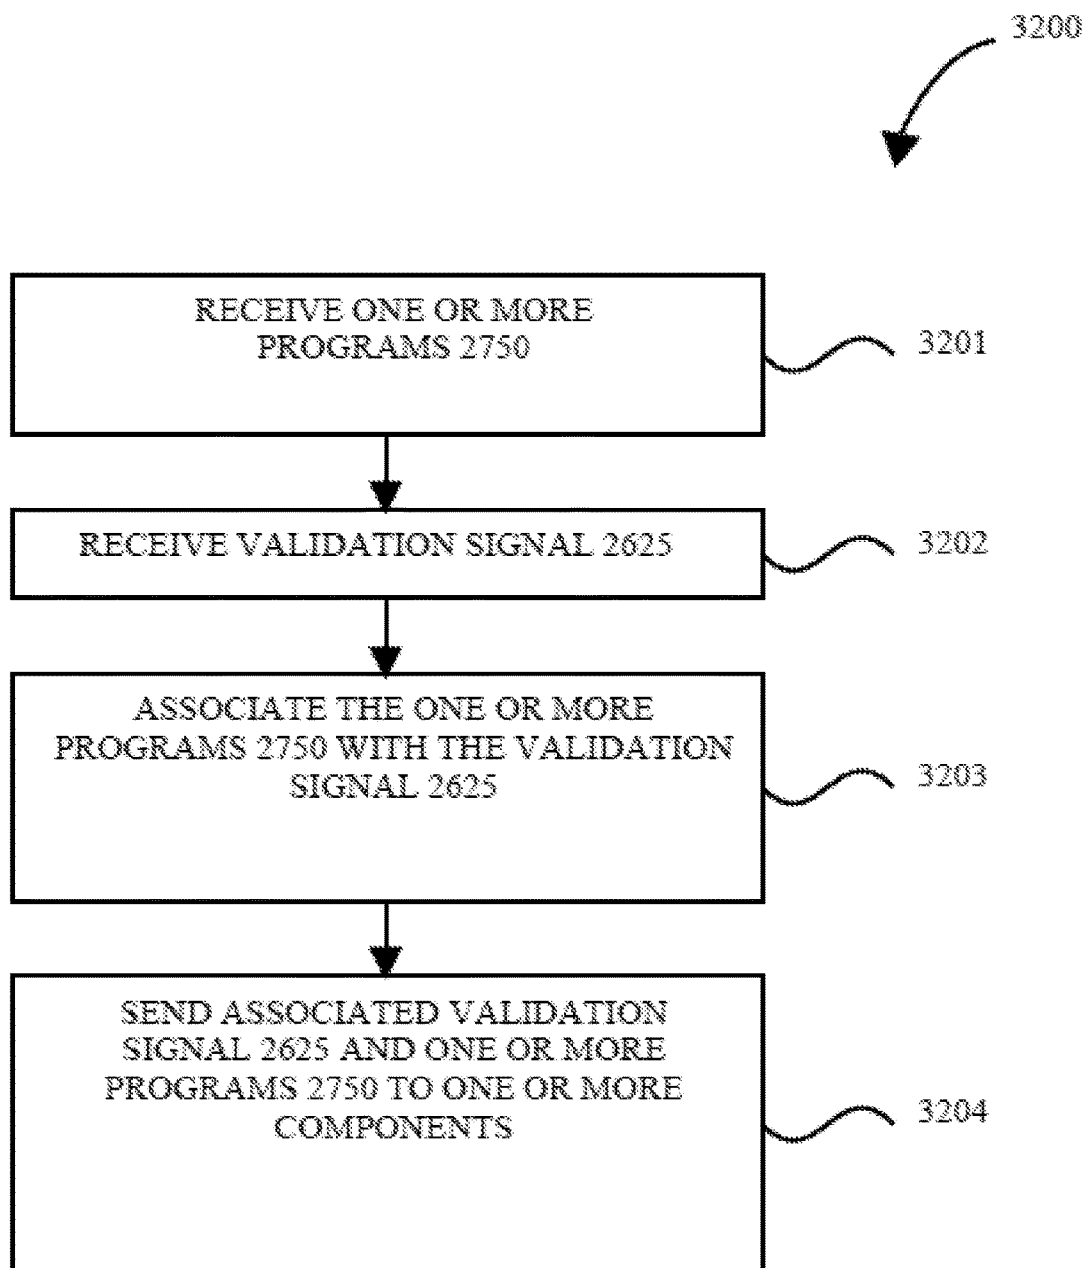 3200
RECEIVE ONE OR MORE
PROGRAMS 2750
3201
RECEIVE VALIDATION SIGNAL 2625
3202
ASSOCIATE THE ONE OR MORE
PROGRAMS 2750 WITH THE VALIDATION
SIGNAL 2625
3203
SEND ASSOCIATED VALIDATION
SIGNAL 2625 AND ONE OR MORE
PROGRAMS 2750 TO ONE OR MORE
COMPONENTS
3204